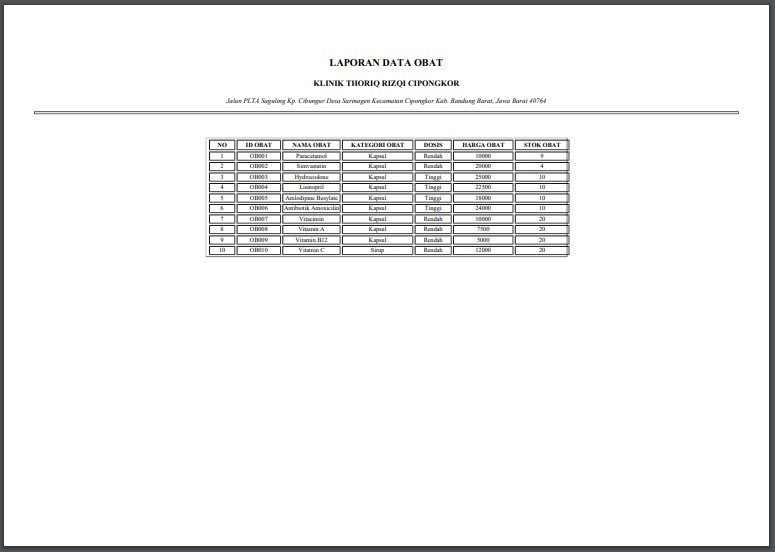 LAPORAN DATA OBAT
KLINIK THORIQ RIZQI CIPONGKOR
Jalan PLTA Saguling Kp. Cibungur Desa Sarinagen Kecamatan Cipongkor Kab. Bandung Barat, Jawa Barat 40764
NO ID OBAT NAMA OBAT KATEGORI OBAT DOSIS HARGA OBAT STOK OBAT
1 OB001 Paracetamol Kapsul Rendah 10000 9
2 OB002 Simvastatin Kapsul Rendah 20000 4
3 OB003 Hydrocodone Kapsul Tinggi 25000 10
4 OB004 Lisinopril Kapsul Tinggi 22500 10
5 OB005 Amlodipine Besylate Kapsul Tinggi 18000 10
6 OB006 Antibiotik Amoxicilin Kapsul Tinggi 24000 10
7 OB007 Vitacimin Kapsul Rendah 10000 20
8 OB008 Vitamin A Kapsul Rendah 7500 20
9 OB009 Vitamin B12 Kapsul Rendah 5000 20
10 OB010 Vitamin C Sirup Rendah 12000 20